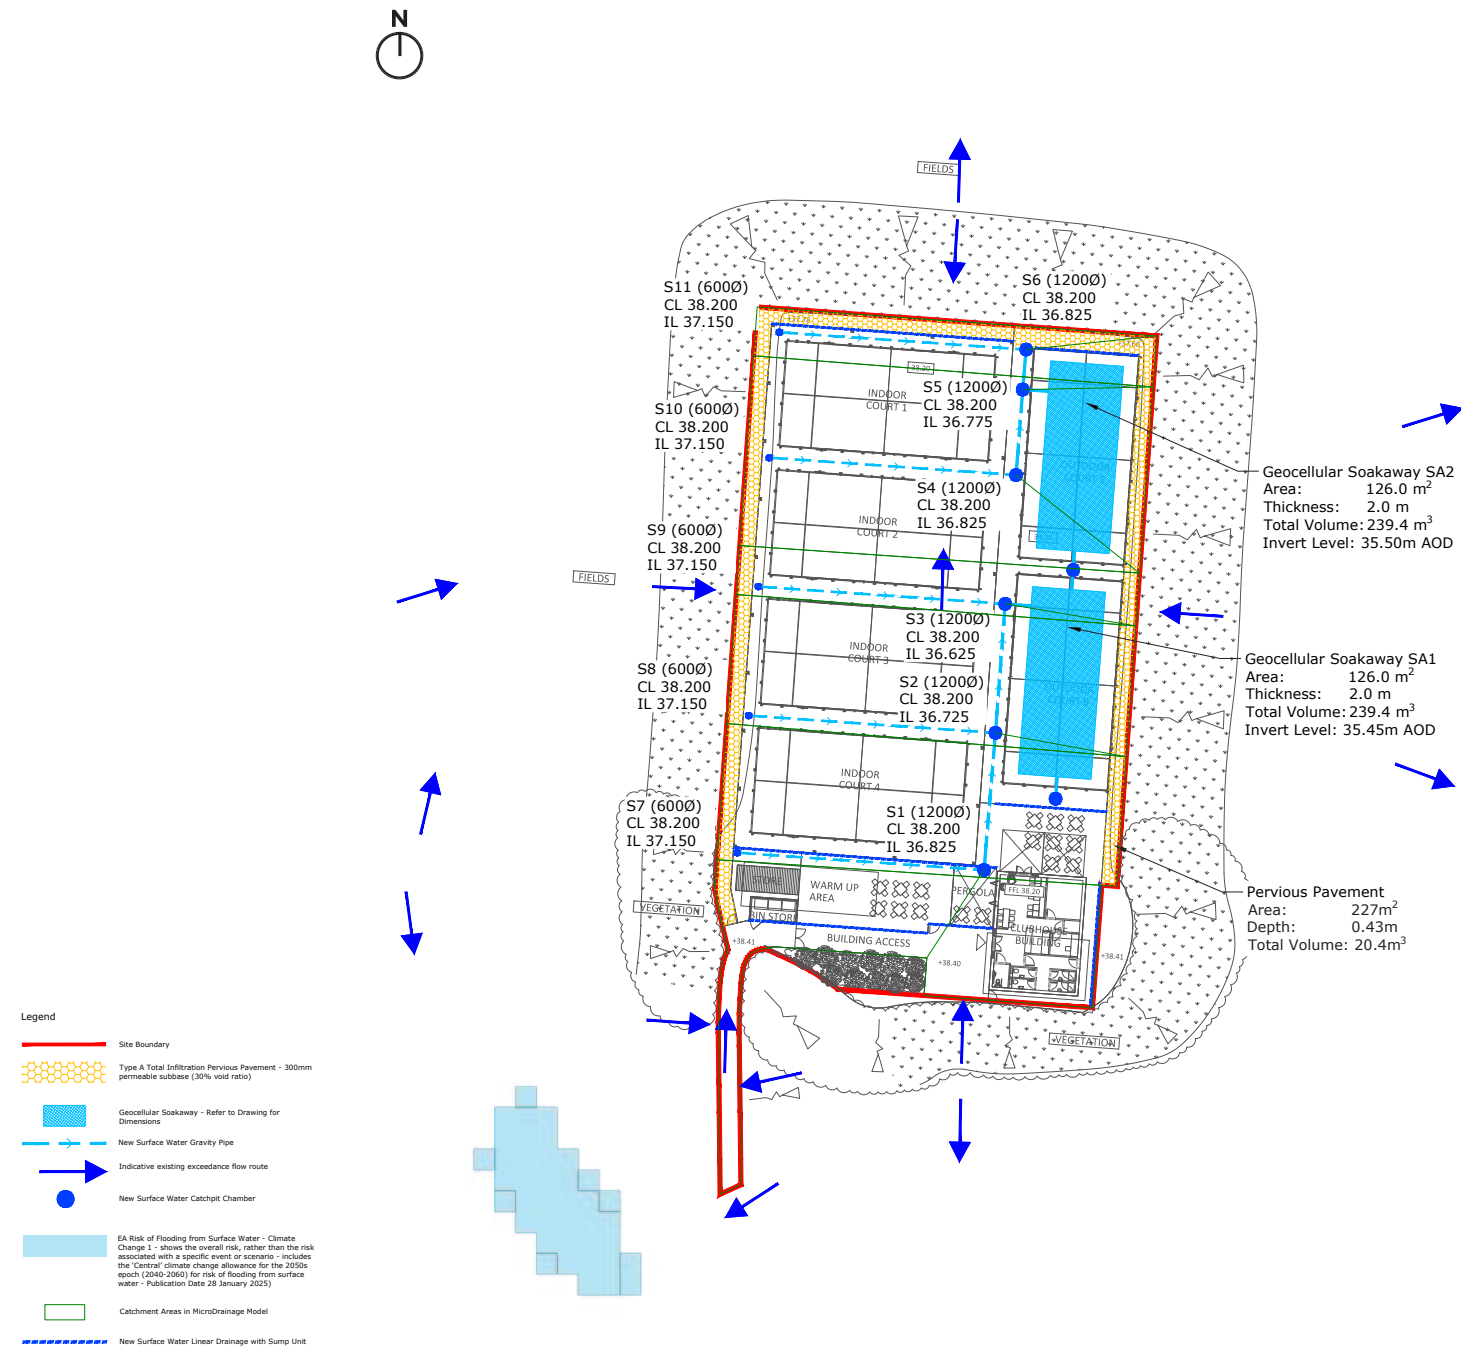 N
FIELDS
S11 (600Ø)
CL 38.200
IL 37.150
S6 (1200Ø)
CL 38.200
IL 36.825
38.20
INDOOR
COURT 1
S5 (1200Ø)
CL 38.200
IL 36.775
S10 (600Ø)
CL 38.200
IL 37.150
Geocellular Soakaway SA2
Area: 126.0 m²
Thickness: 2.0 m
Total Volume: 239.4 m³
Invert Level: 35.50m AOD
S4 (1200Ø)
CL 38.200
IL 36.825
INDOOR
COURT 2
S9 (600Ø)
CL 38.200
IL 37.150
FIELDS
S3 (1200Ø)
CL 38.200
IL 36.625
INDOOR
COURT 3
Geocellular Soakaway SA1
Area: 126.0 m²
Thickness: 2.0 m
Total Volume: 239.4 m³
Invert Level: 35.45m AOD
S8 (600Ø)
CL 38.200
IL 37.150
S2 (1200Ø)
CL 38.200
IL 36.725
OUTDOOR
INDOOR
COURT 4
S7 (600Ø)
CL 38.200
IL 37.150
S1 (1200Ø)
CL 38.200
IL 36.825
STORE
WARM UP
AREA
PERGOLA
FFL 38.20
Pervious Pavement
Area: 227m²
Depth: 0.43m
Total Volume: 20.4m³
VEGETATION
BIN STORE
CLUBHOUSE
BUILDING
+38.41
BUILDING ACCESS
+38.40
+38.41
VEGETATION
Legend
Site Boundary
Type A Total Infiltration Pervious Pavement - 300mm
permeable subbase (30% void ratio)
Geocellular Soakaway - Refer to Drawing for
Dimensions
New Surface Water Gravity Pipe
Indicative existing exceedance flow route
New Surface Water Catchpit Chamber
EA Risk of Flooding from Surface Water - Climate
Change 1 - shows the overall risk, rather than the risk
associated with a specific event or scenario - includes
the 'Central' climate change allowance for the 2050s
epoch (2040-2060) for risk of flooding from surface
water - Publication Date 28 January 2025)
Catchment Areas in MicroDrainage Model
New Surface Water Linear Drainage with Sump Unit